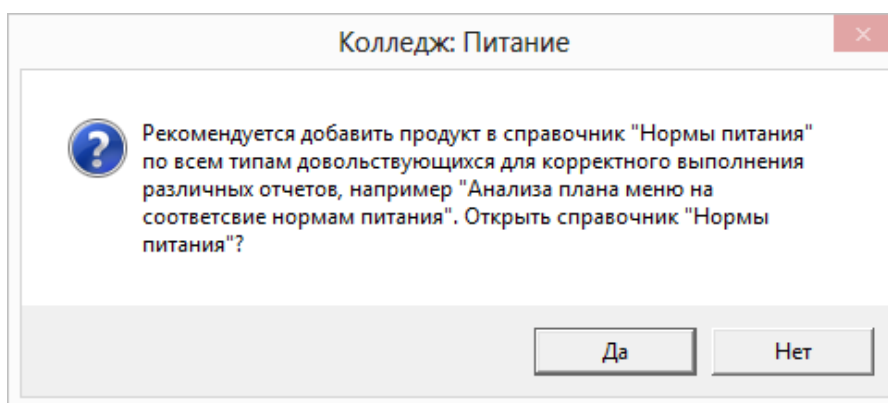 Колледж: Питание
Рекомендуется добавить продукт в справочник "Нормы питания"
по всем типам довольствующихся для корректного выполнения
различных отчетов, например "Анализа плана меню на
соответсвие нормам питания". Открыть справочник "Нормы
питания"?
Да
Нет